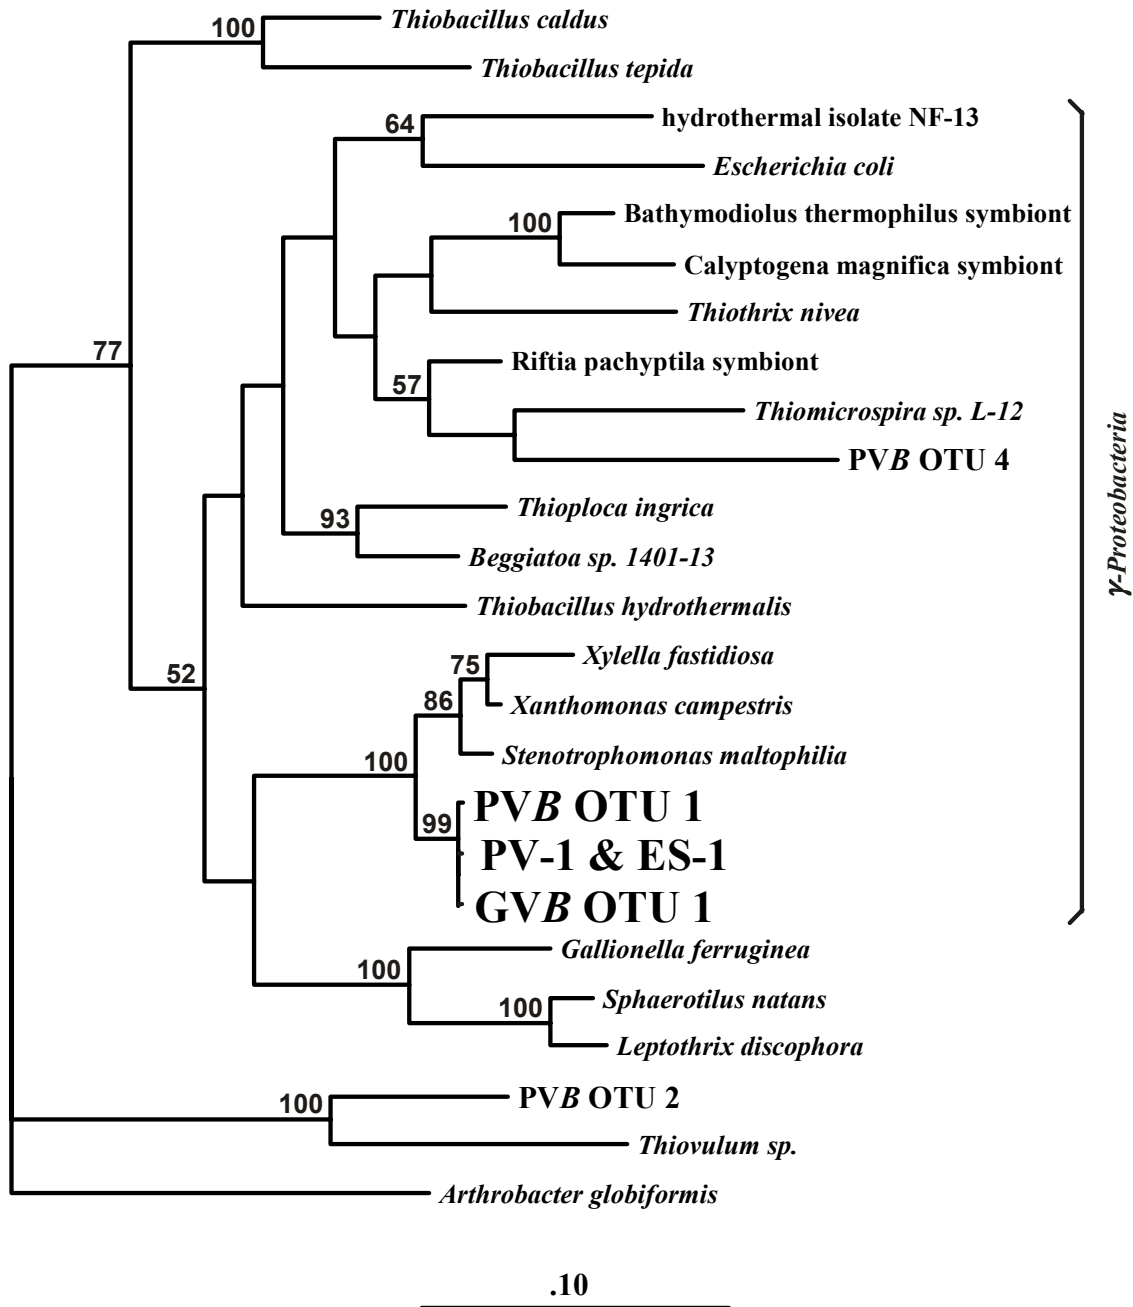 100
Thiobacillus caldus
Thiobacillus tepida
64
hydrothermal isolate NF-13
Escherichia coli
100
Bathymodiolus thermophilus symbiont
Calyptogena magnifica symbiont
Thiothrix nivea
77
Riftia pachyptila symbiont
57
Thiomicrospira sp. L-12
PVB OTU 4
γ-Proteobacteria
93
Thioploca ingrica
Beggiatoa sp. 1401-13
Thiobacillus hydrothermalis
52
75
Xylella fastidiosa
86
Xanthomonas campestris
100
Stenotrophomonas maltophilia
PVB OTU 1
99
PV-1 & ES-1
GVB OTU 1
Gallionella ferruginea
100
100
Sphaerotilus natans
Leptothrix discophora
100
PVB OTU 2
Thiovulum sp.
Arthrobacter globiformis
.10